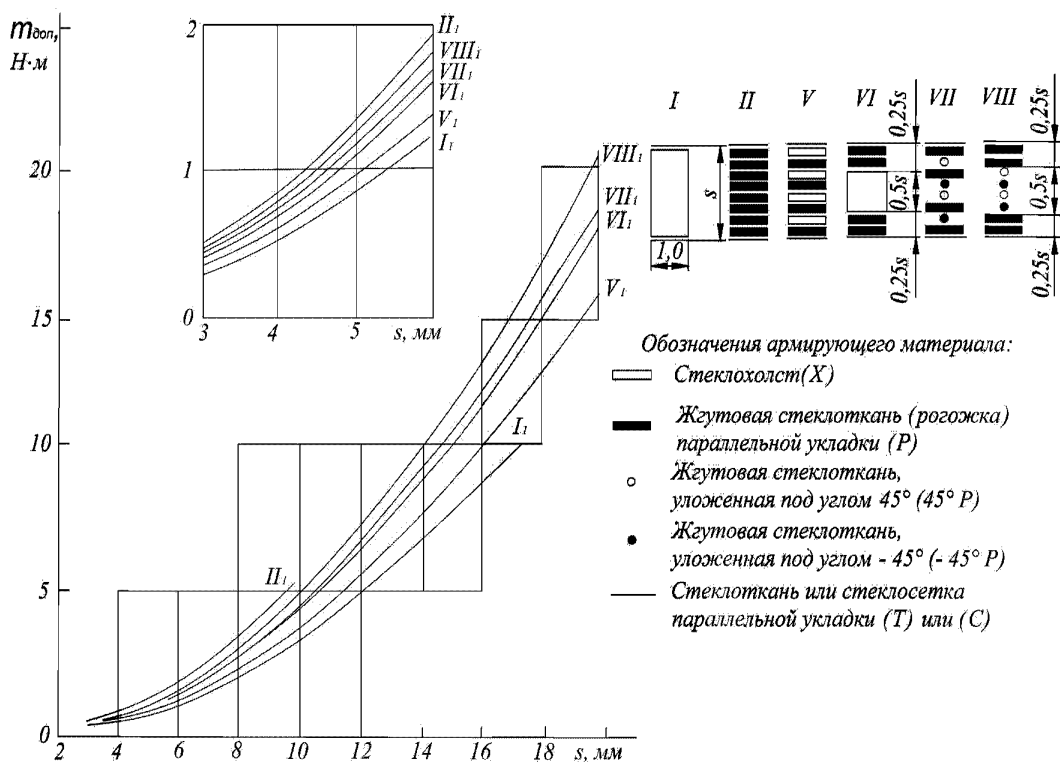 mдоп,
Н·м
20
15
10
5
0
2
4
6
8
10
12
14
16
s, мм
18
2
1
0
3
4
5
s, мм
II₁
VIII₁
VII₁
VI₁
V₁
I₁
VIII₁
VII₁
VI₁
V₁
I₁
II₁
I
II
V
VI
VII
VIII
0,25s
0,5s
0,25s
0,25s
0,5s
0,25s
s
1,0
Обозначения армирующего материала:
Стеклохолст(Х)
Жгутовая стеклоткань (рогожка)
параллельной укладки (Р)
Жгутовая стеклоткань,
уложенная под углом 45° (45° Р)
Жгутовая стеклоткань,
уложенная под углом - 45° (- 45° Р)
Стеклоткань или стеклосетка
параллельной укладки (Т) или (С)